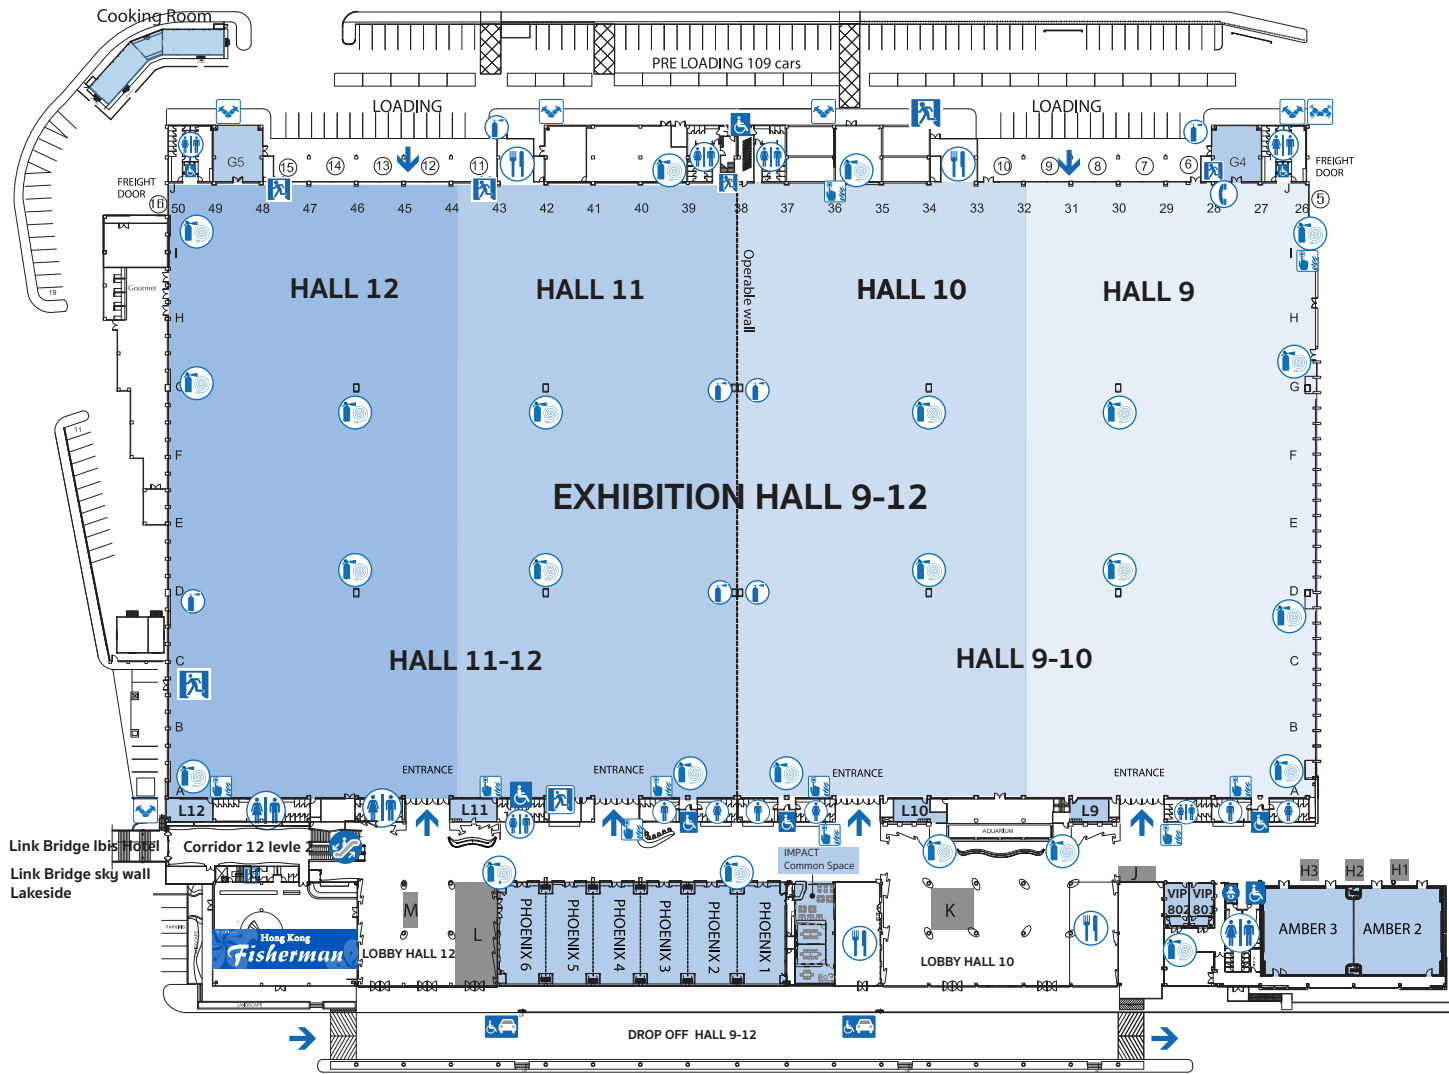 Cooking Room
PRE LOADING 109 cars
LOADING
LOADING
G5
15
14
13
12
11
10
9
8
7
6
G4
FREIGHT
DOOR
FREIGHT
DOOR
16
5
J
J
50
49
48
47
46
45
44
43
42
41
40
39
38
37
36
35
34
33
32
31
30
29
28
27
26
I
I
Gourmet
19
HALL 12
HALL 11
Operable wall
HALL 10
HALL 9
H
H
G
G
11
F
F
EXHIBITION HALL 9-12
E
E
D
D
HALL 11-12
HALL 9-10
C
C
B
B
ENTRANCE
ENTRANCE
ENTRANCE
ENTRANCE
A
A
L12
L11
L10
L9
AQUARIUM
Link Bridge Ibis Hotel
Corridor 12 levle 2
Link Bridge sky wall
Lakeside
IMPACT
Common Space
J
H3
H2
H1
M
L
K
PHOENIX 6
PHOENIX 5
PHOENIX 4
PHOENIX 3
PHOENIX 2
PHOENIX 1
VIP
802
VIP
801
AMBER 3
AMBER 2
Hong Kong
Fisherman
LOBBY HALL 12
LOBBY HALL 10
PARKING
LANDSCAPE
DROP OFF HALL 9-12